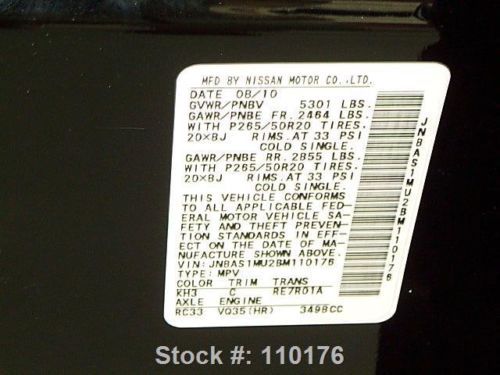 MFD BY NISSAN MOTOR CO.,LTD.
DATE 08/10
GVWR/PNBV 5301 LBS.
GAWR/PNBE FR. 2464 LBS.
WITH P265/50R20 TIRES.
20×8J RIMS. AT 33 PSI
COLD SINGLE.
GAWR/PNBE RR. 2855 LBS.
WITH P265/50R20 TIRES.
20×8J RIMS. AT 33 PSI
COLD SINGLE.
THIS VEHICLE CONFORMS
TO ALL APPLICABLE FED-
ERAL MOTOR VEHICLE SA-
FETY AND THEFT PREVEN-
TION STANDARDS IN EFF-
ECT ON THE DATE OF MA-
NUFACTURE SHOWN ABOVE.
VIN:JN8AS1MU2BM110176
TYPE: MPV
COLOR TRIM TRANS
KH3 C RE7R01A
AXLE ENGINE
RC33 VQ35(HR) 3498CC
JN8AS1MU2BM110176
Stock #: 110176